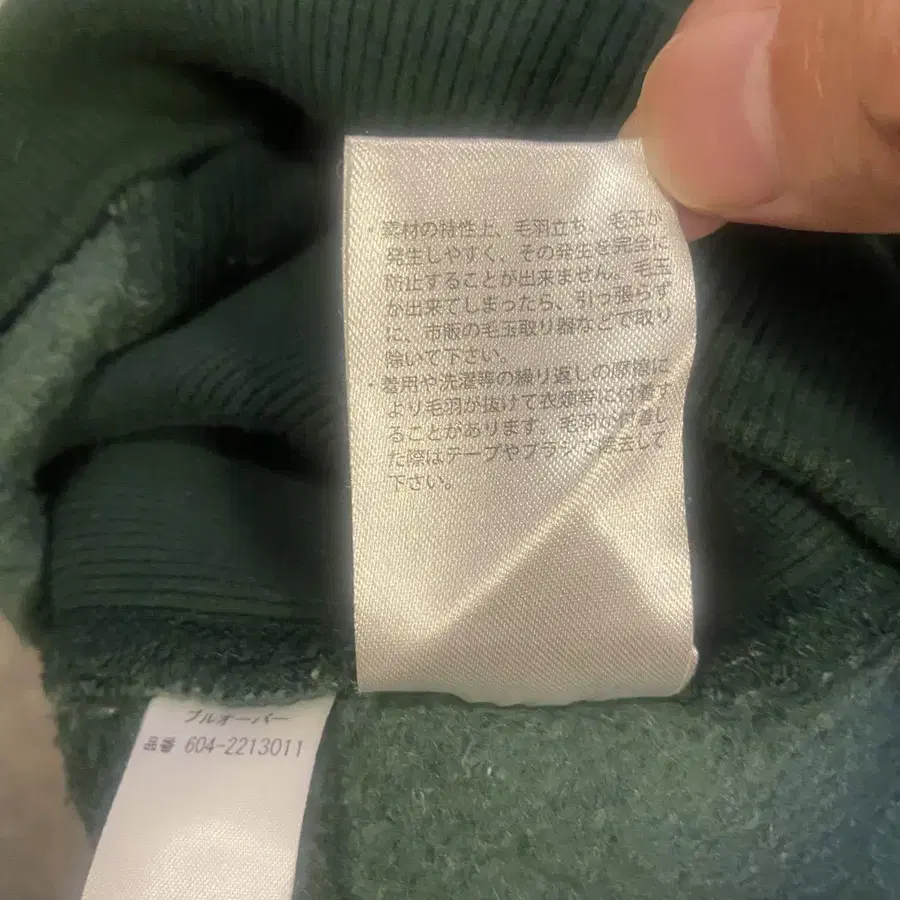 ・素材の特性上、毛羽立ち、毛玉が
発生しやすく、その発生を完全に
防止することが出来ません。毛玉
が出来てしまったら、引っ張らず
に、市販の毛玉取り器などで取り
除いて下さい。
・着用や洗濯等の繰り返しの摩擦に
より毛羽が抜けて衣類等に付着す
ることがあります 毛羽が付着し
た際はテープやブラシで除去して
下さい。
プルオーバー
品番 604-2213011